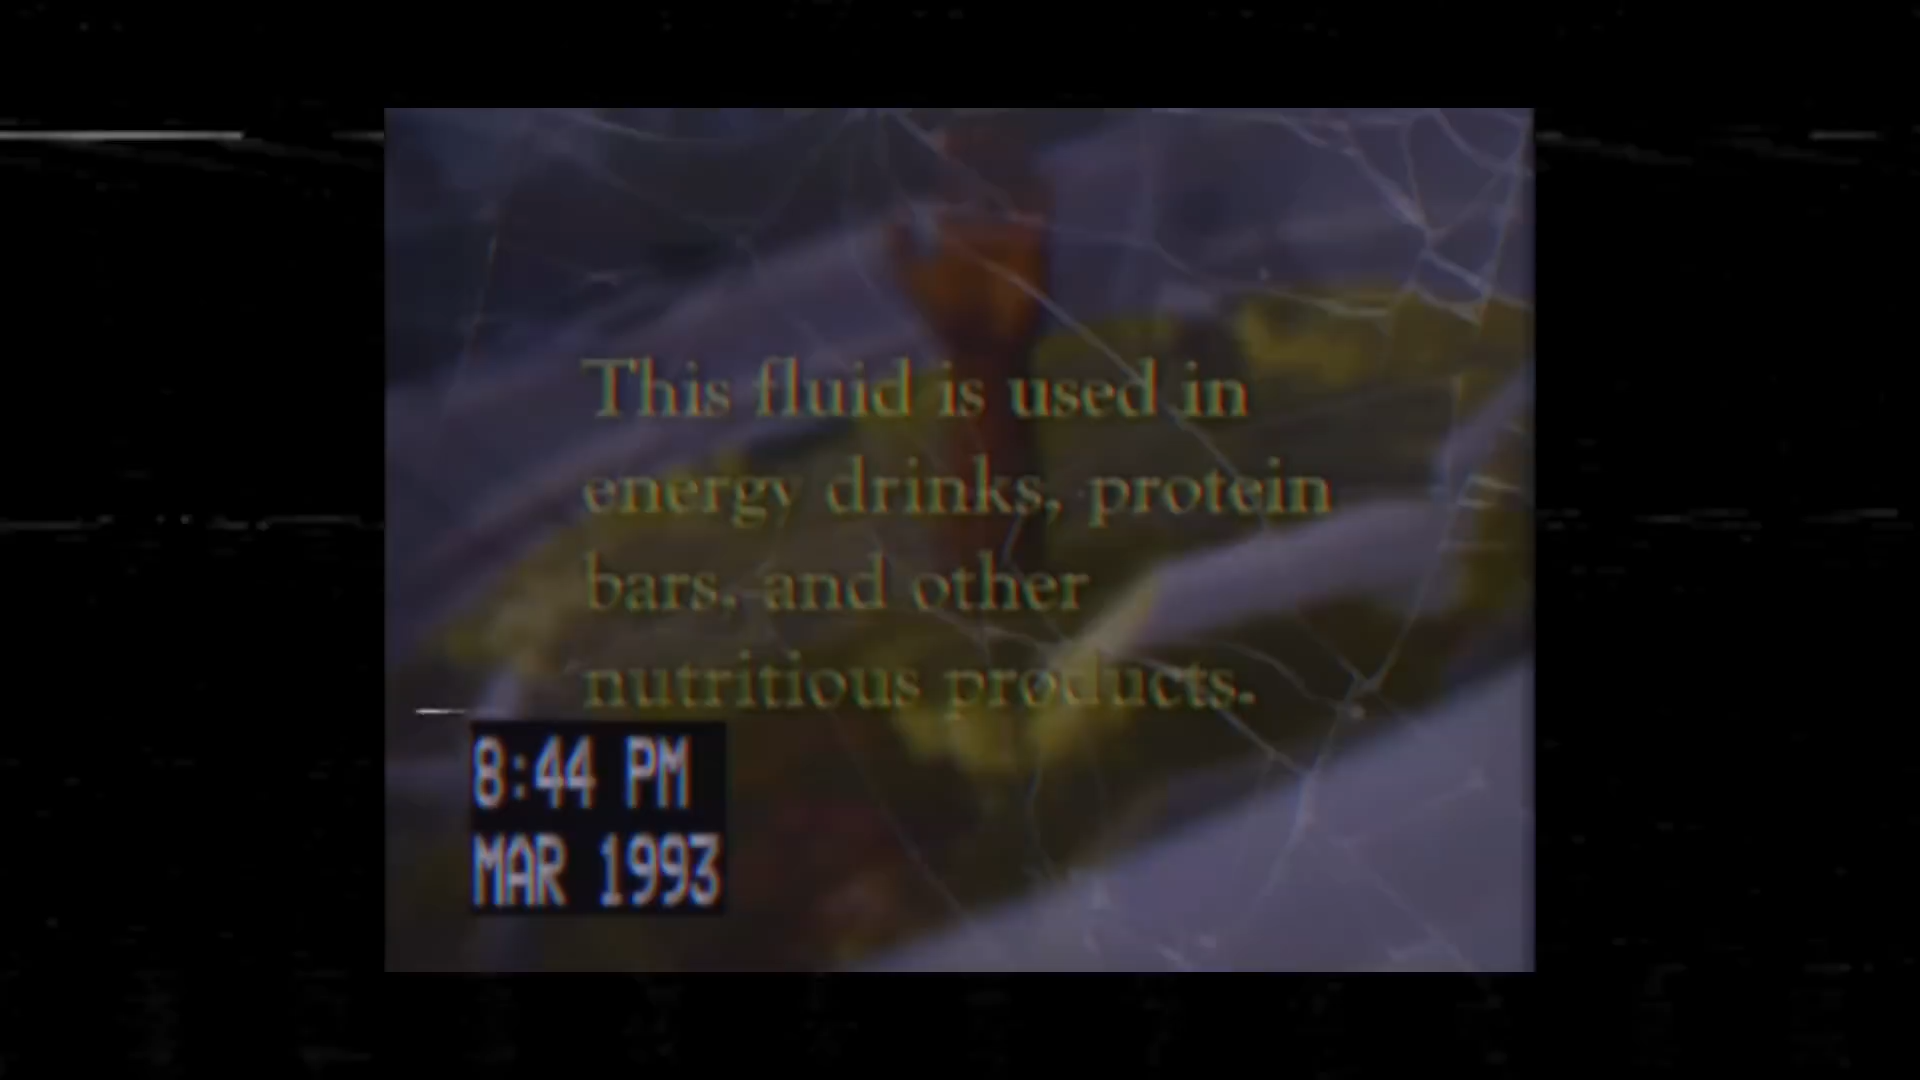 This fluid is used in
energy drinks, protein
bars, and other
nutritious products.
8:44 PM
MAR 1993